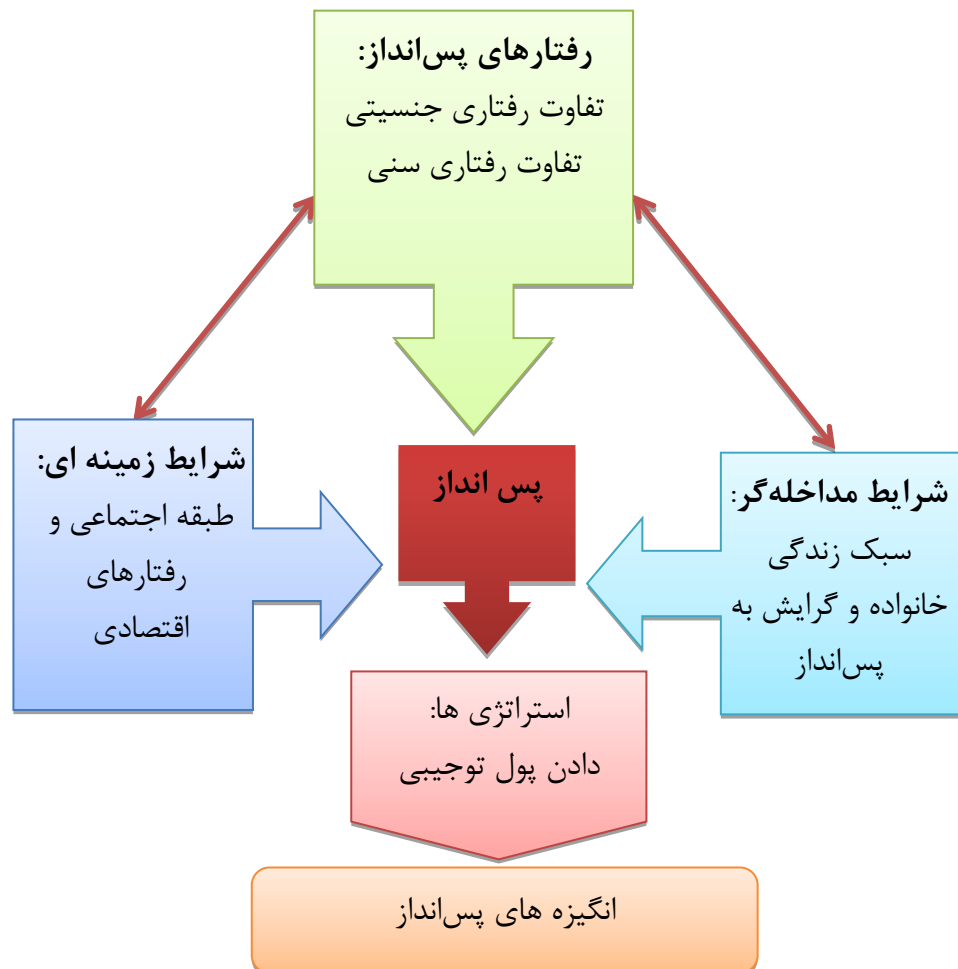 رفتارهای پس‌انداز:
تفاوت رفتاری جنسیتی
تفاوت رفتاری سنی
شرایط زمینه ای:
طبقه اجتماعی و
رفتارهای
اقتصادی
پس انداز
شرایط مداخله‌گر:
سبک زندگی
خانواده و گرایش به
پس‌انداز
استراتژی ها:
دادن پول توجیبی
انگیزه های پس‌انداز